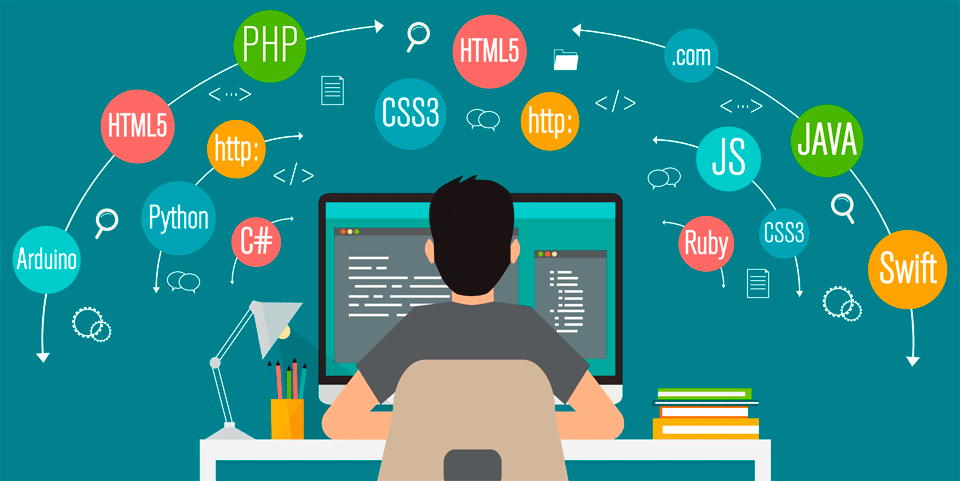 PHP
HTML5
.com
HTML5
CSS3
http:
JAVA
http:
JS
Python
C#
Ruby
CSS3
Arduino
Swift